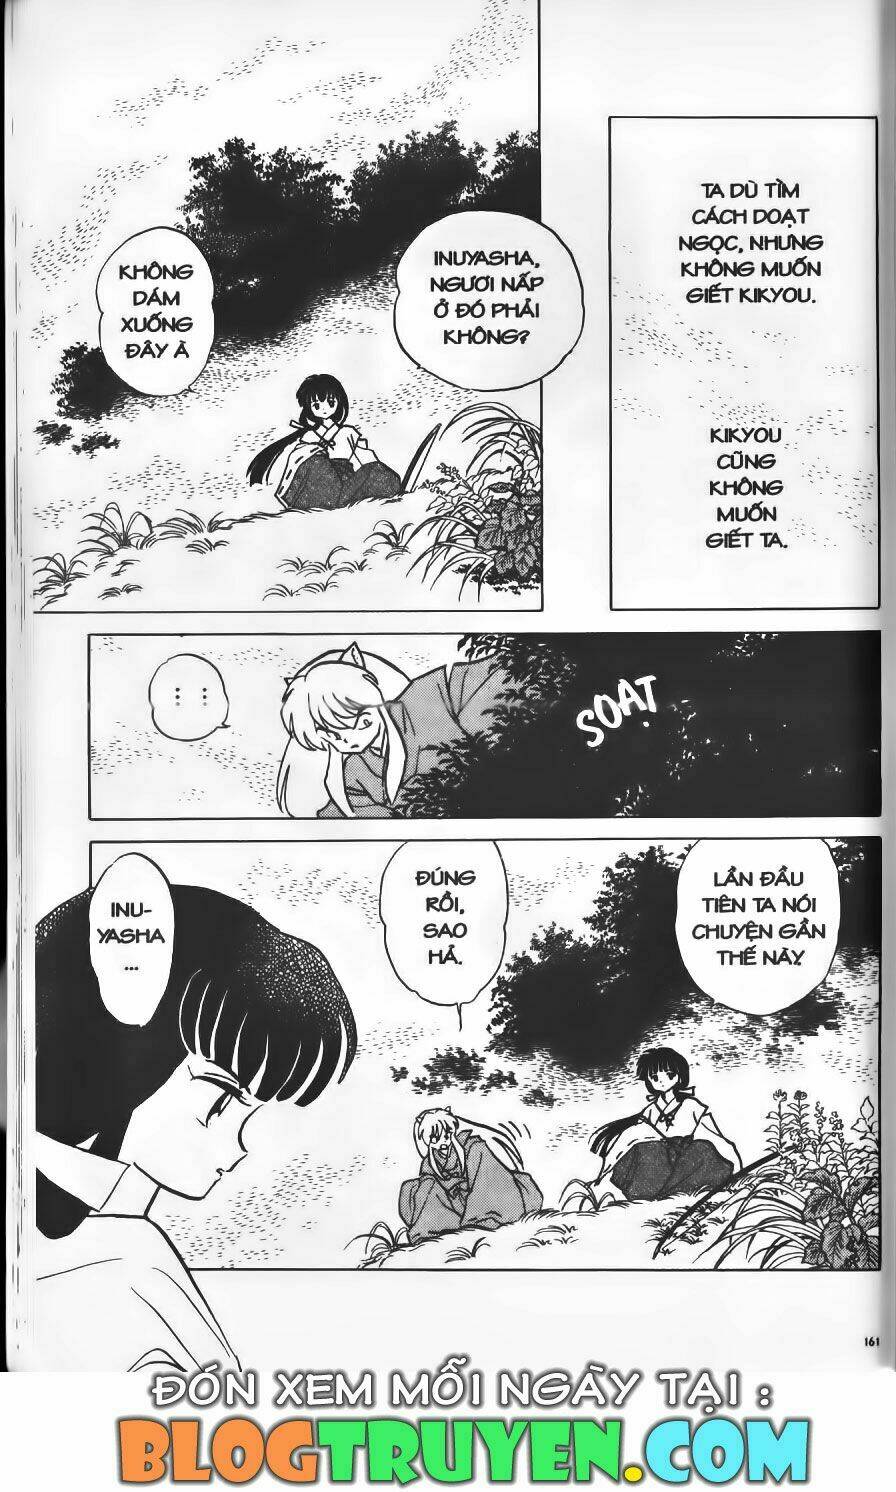 TA DÙ TÌM
CÁCH DOẠT
NGỌC, NHƯNG
KHÔNG MUỐN
GIẾT KIKYOU.
KIKYOU
CŨNG
KHÔNG
MUỐN
GIẾT TA.
INUYASHA,
NGƯƠI NẤP
Ở ĐÓ PHẢI
KHÔNG?
KHÔNG
DÁM
XUỐNG
ĐÂY À
SOẠT
......
LẦN ĐẦU
TIÊN TA NÓI
CHUYỆN GẦN
THẾ NÀY.
ĐÚNG
RỒI,
SAO
HẢ.
INU-
YASHA
...
161
ĐÓN XEM MỖI NGÀY TẠI :
BLOGTRUYEN.COM